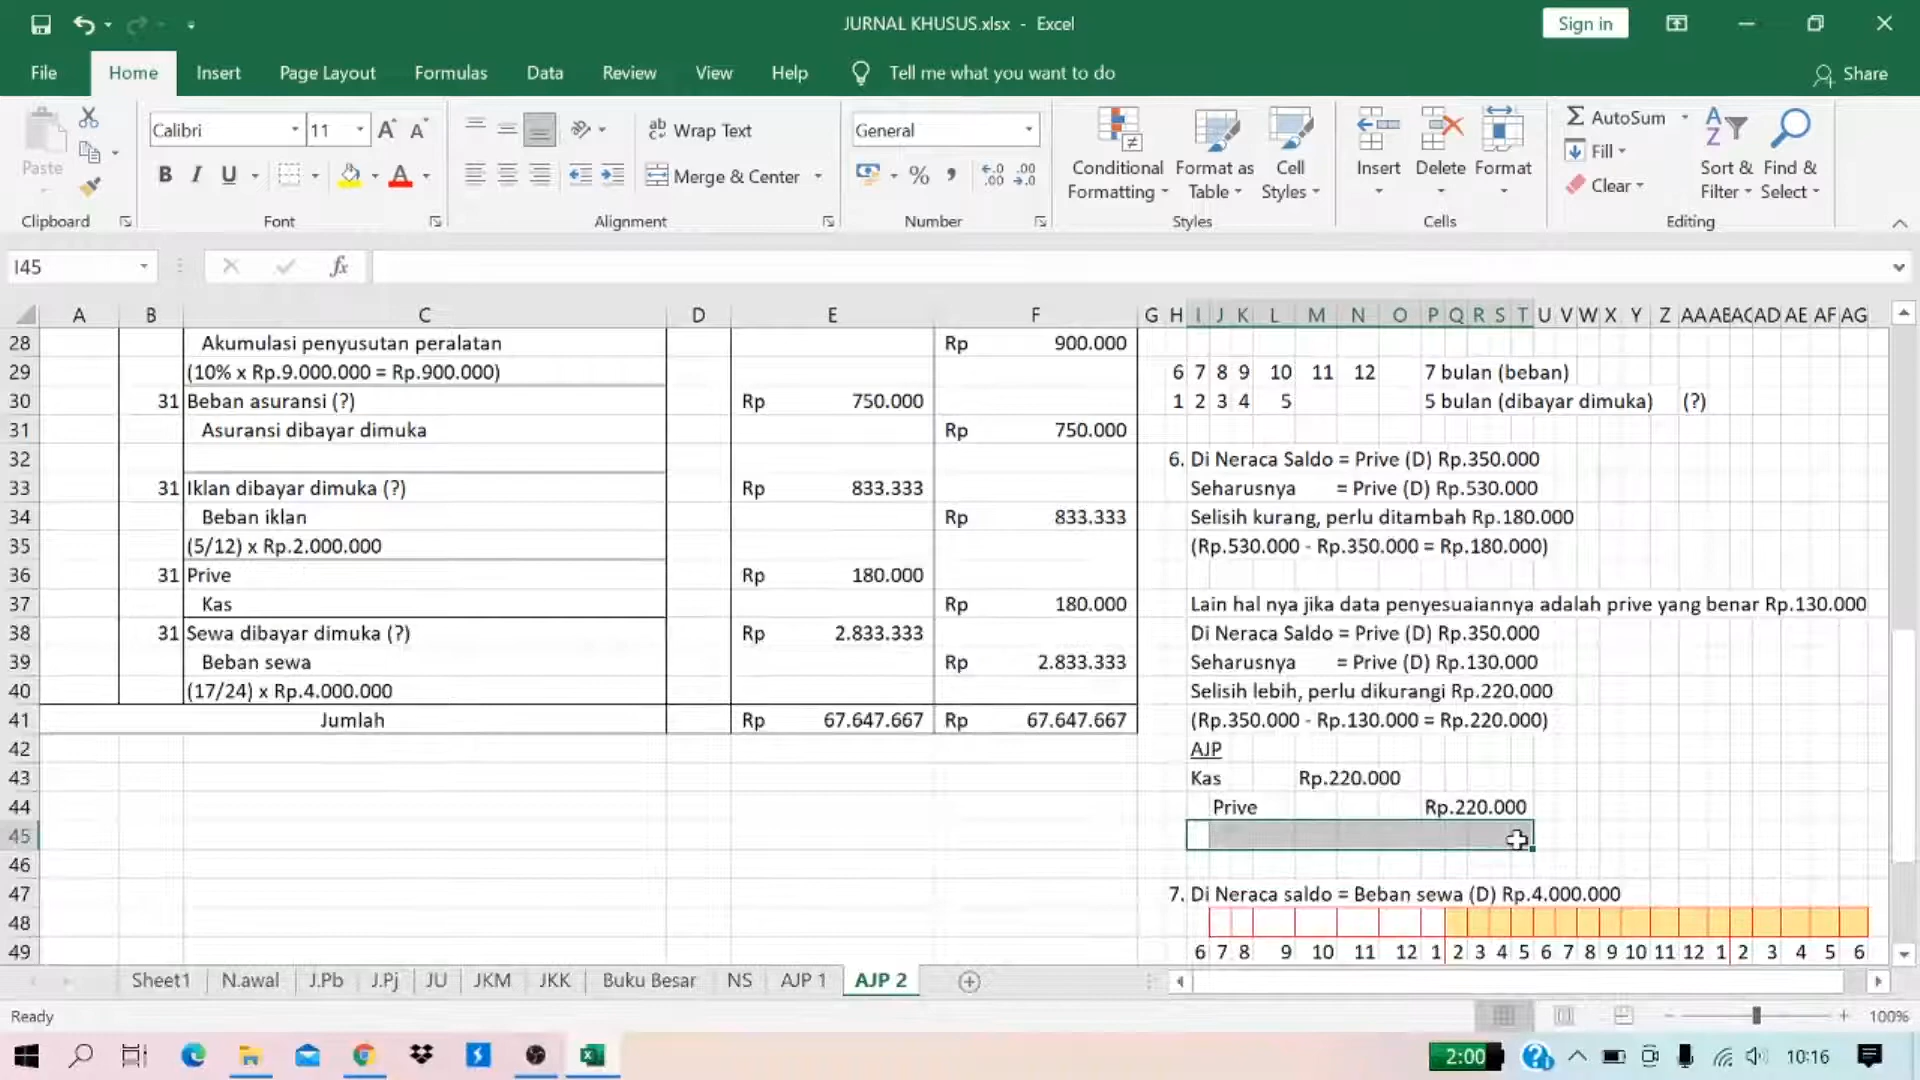 JURNAL KHUSUS.xlsx - Excel
Sign in
File Home Insert Page Layout Formulas Data Review View Help Tell me what you want to do Share
Calibri 11 A A ab Wrap Text General AutoSum
Paste Conditional Format as Cell Insert Delete Format Fill Sort & Find &
B I U A Merge & Center % , Formatting Table Styles Clear Filter Select
Clipboard Font Alignment Number Styles Cells Editing
I45 fx
A B C D E F G H I J K L M N O P Q R S T U V W X Y Z AA AB AC AD AE AF AG
28 Akumulasi penyusutan peralatan Rp 900.000
29 (10% x Rp.9.000.000 = Rp.900.000) 6 7 8 9 10 11 12 7 bulan (beban)
30 31 Beban asuransi (?) Rp 750.000 1 2 3 4 5 5 bulan (dibayar dimuka) (?)
31 Asuransi dibayar dimuka Rp 750.000
32 6. Di Neraca Saldo = Prive (D) Rp.350.000
33 31 Iklan dibayar dimuka (?) Rp 833.333 Seharusnya = Prive (D) Rp.530.000
34 Beban iklan Rp 833.333 Selisih kurang, perlu ditambah Rp.180.000
35 (5/12) x Rp.2.000.000 (Rp.530.000 - Rp.350.000 = Rp.180.000)
36 31 Prive Rp 180.000
37 Kas Rp 180.000 Lain hal nya jika data penyesuaiannya adalah prive yang benar Rp.130.000
38 31 Sewa dibayar dimuka (?) Rp 2.833.333 Di Neraca Saldo = Prive (D) Rp.350.000
39 Beban sewa Rp 2.833.333 Seharusnya = Prive (D) Rp.130.000
40 (17/24) x Rp.4.000.000 Selisih lebih, perlu dikurangi Rp.220.000
41 Jumlah Rp 67.647.667 Rp 67.647.667 (Rp.350.000 - Rp.130.000 = Rp.220.000)
42 AJP
43 Kas Rp.220.000
44 Prive Rp.220.000
45
46
47 7. Di Neraca saldo = Beban sewa (D) Rp.4.000.000
48
49 6 7 8 9 10 11 12 1 2 3 4 5 6 7 8 9 10 11 12 1 2 3 4 5 6
Sheet1 N.awal J.Pb J.Pj JU JKM JKK Buku Besar NS AJP 1 AJP 2
Ready 100%
2:00 10:16